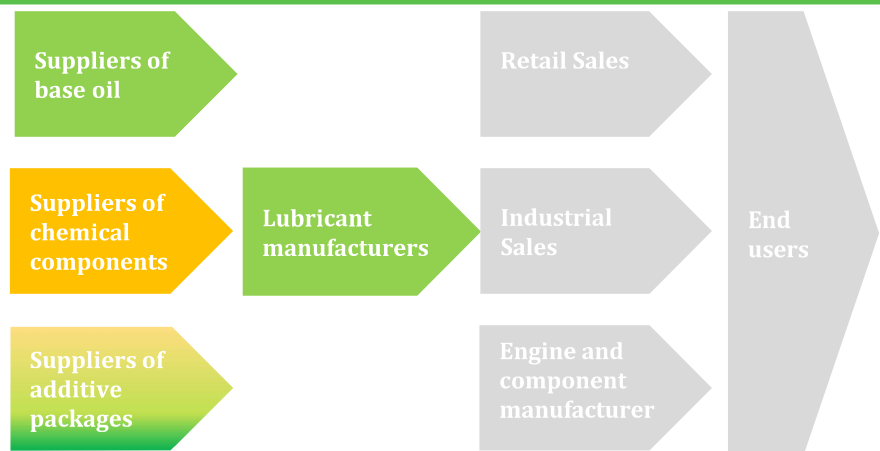 Suppliers of
base oil
Retail Sales
Suppliers of
chemical
components
Lubricant
manufacturers
Industrial
Sales
End
users
Suppliers of
additive
packages
Engine and
component
manufacturer